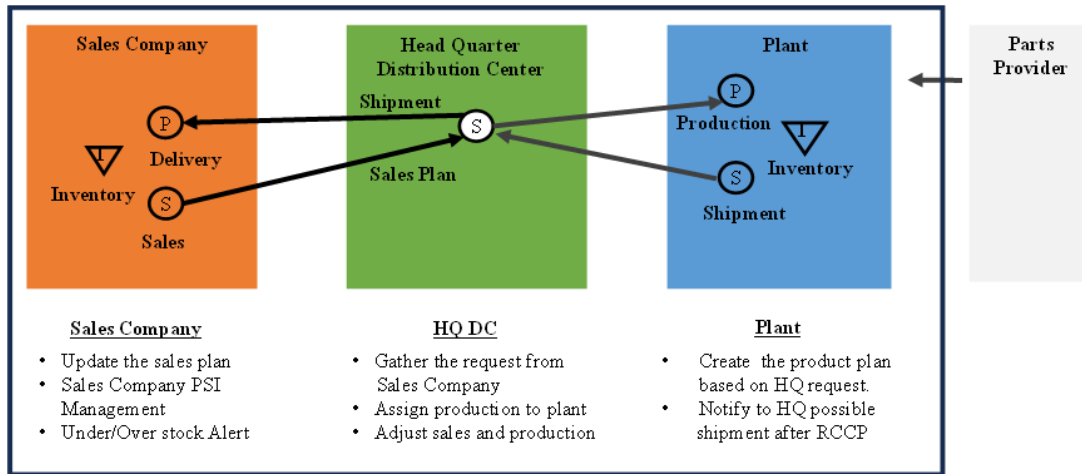 Sales Company
Head Quarter
Distribution Center
Plant
Parts
Provider
Shipment
P
Delivery
I
Inventory
S
Sales
S
Sales Plan
P
Production
I
Inventory
S
Shipment
Sales Company
• Update the sales plan
• Sales Company PSI
Management
• Under/Over stock Alert
HQ DC
• Gather the request from
Sales Company
• Assign production to plant
• Adjust sales and production
Plant
• Create the product plan
based on HQ request.
• Notify to HQ possible
shipment after RCCP